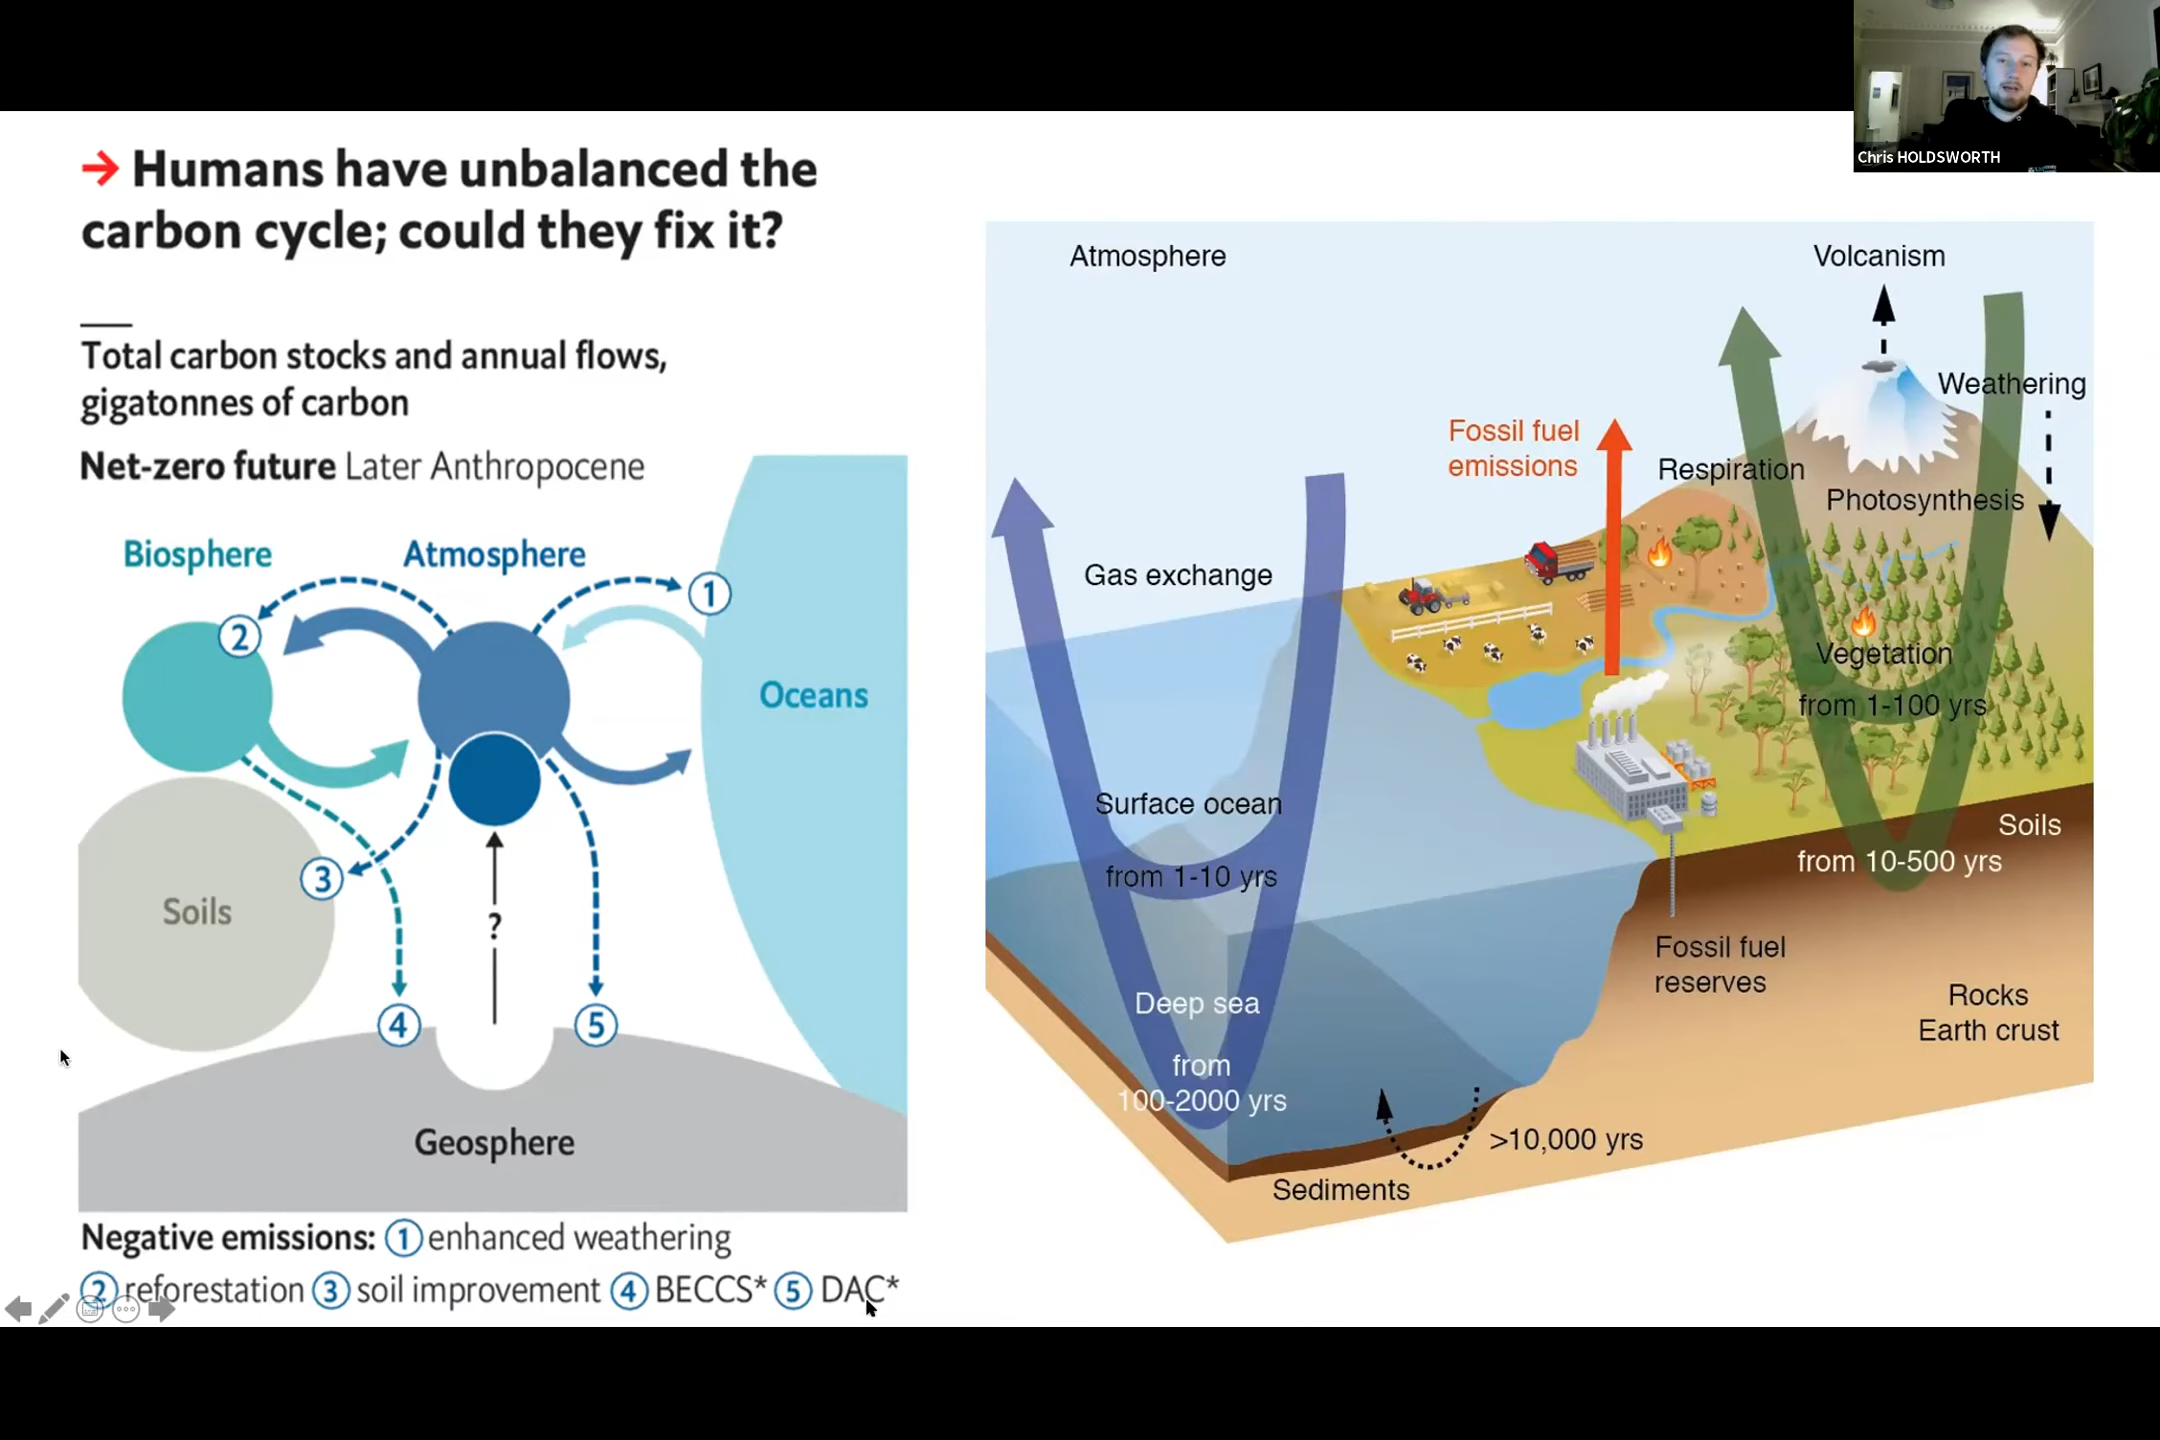 Chris HOLDSWORTH
→ Humans have unbalanced the
carbon cycle; could they fix it?
Total carbon stocks and annual flows,
gigatonnes of carbon
Net-zero future Later Anthropocene
Biosphere
Atmosphere
1
2
Oceans
3
Soils
?
4
5
Geosphere
Negative emissions: 1 enhanced weathering
2 reforestation 3 soil improvement 4 BECCS* 5 DAC*
Atmosphere
Volcanism
Weathering
Fossil fuel
emissions
Respiration
Photosynthesis
Gas exchange
Vegetation
from 1-100 yrs
Surface ocean
from 1-10 yrs
Soils
from 10-500 yrs
Fossil fuel
reserves
Rocks
Earth crust
Deep sea
from
100-2000 yrs
>10,000 yrs
Sediments